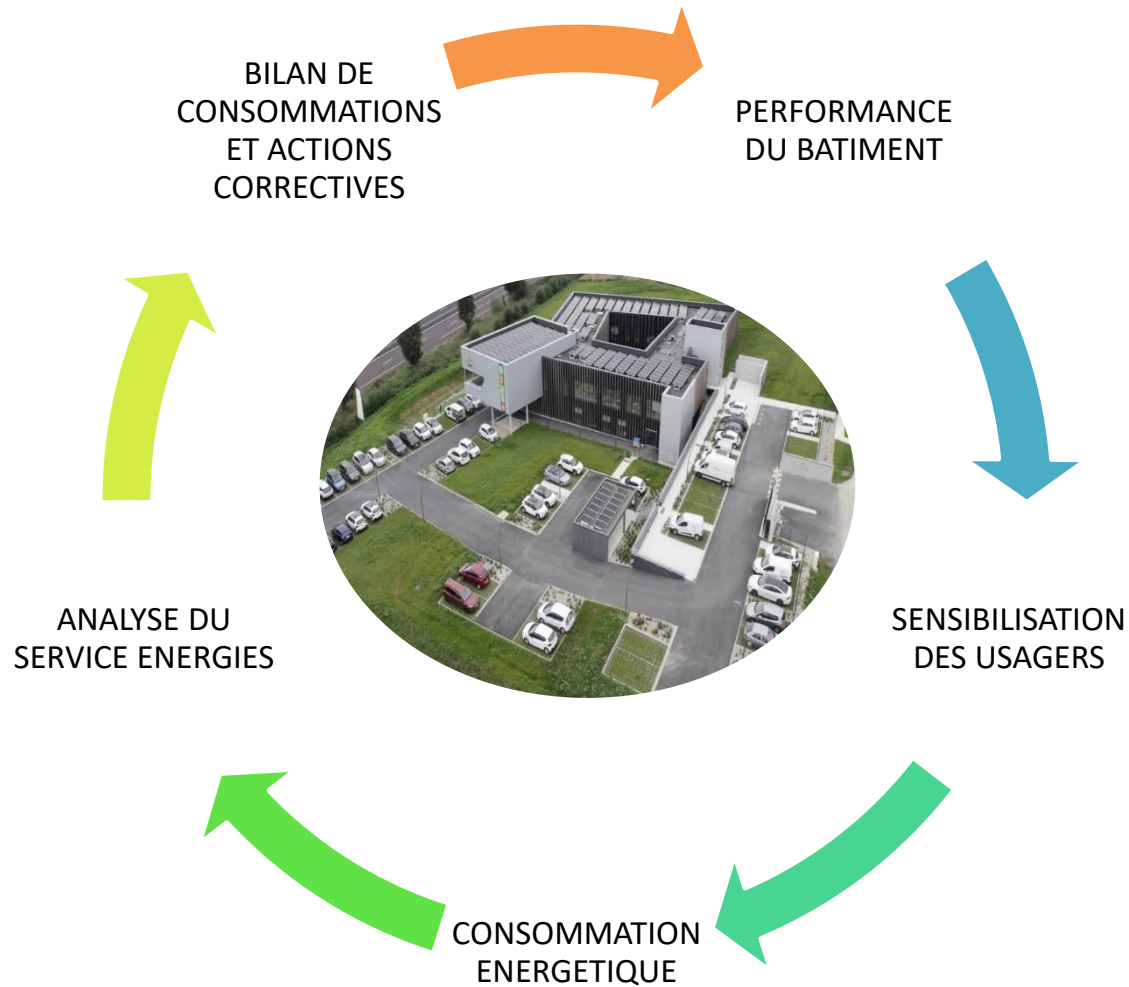 BILAN DE
CONSOMMATIONS
ET ACTIONS
CORRECTIVES
PERFORMANCE
DU BATIMENT
SENSIBILISATION
DES USAGERS
CONSOMMATION
ENERGETIQUE
ANALYSE DU
SERVICE ENERGIES